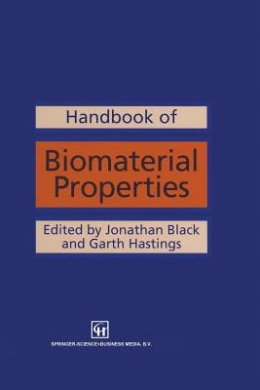 Handbook of
Biomaterial
Properties
Edited by Jonathan Black
and Garth Hastings
SPRINGER-SCIENCE+BUSINESS MEDIA, B.V.